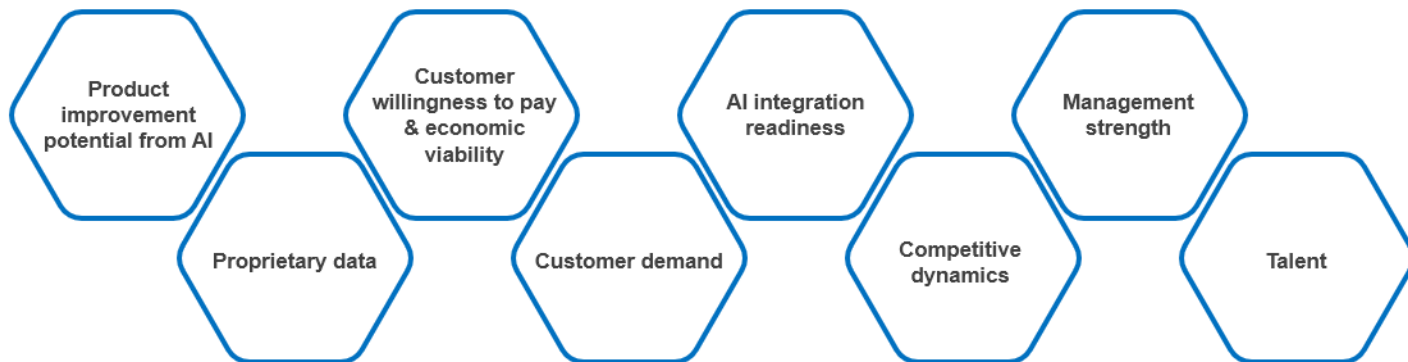 Product
improvement
potential from AI
Proprietary data
Customer
willingness to pay
& economic
viability
Customer demand
AI integration
readiness
Competitive
dynamics
Management
strength
Talent